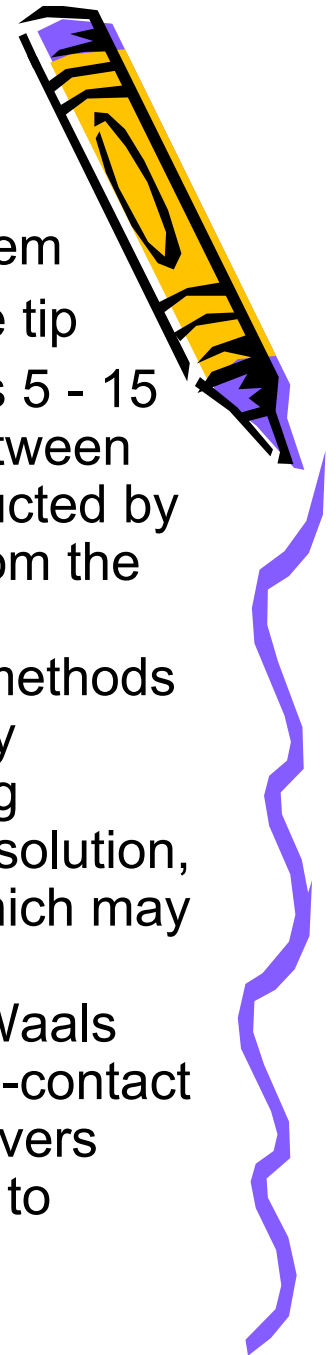 em
e tip
s 5 - 15
tween
ucted by
om the
methods
y
g
solution,
hich may
Waals
-contact
vers
to